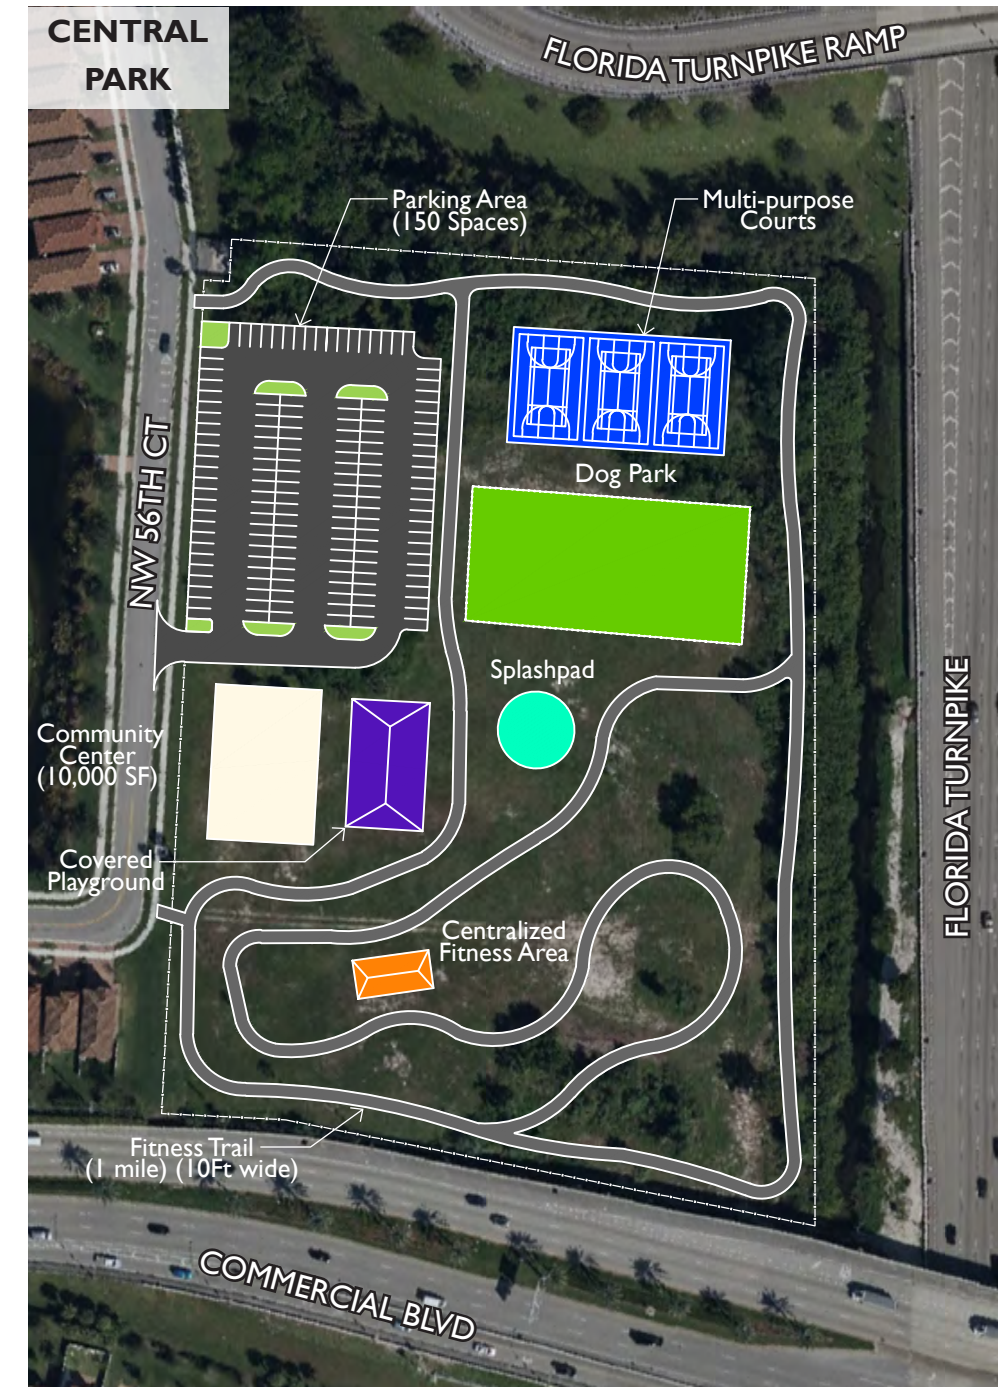 CENTRAL
PARK
FLORIDA TURNPIKE RAMP
Parking Area
(150 Spaces)
Multi-purpose
Courts
NW 56TH CT
Dog Park
Splashpad
Community
Center
(10,000 SF)
FLORIDA TURNPIKE
Covered
Playground
Centralized
Fitness Area
Fitness Trail
(1 mile) (10Ft wide)
COMMERCIAL BLVD